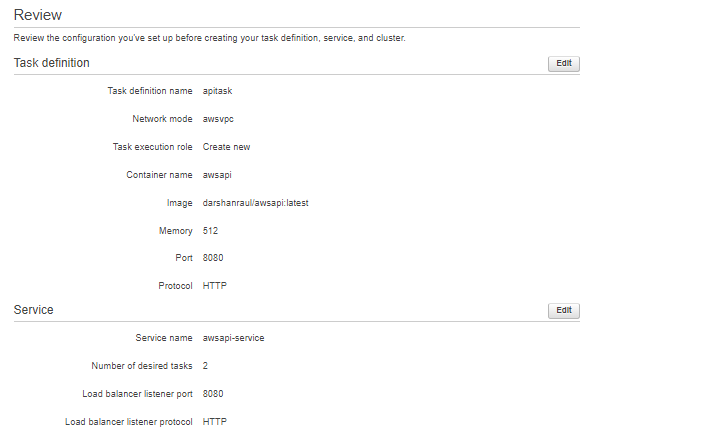 Review
Review the configuration you've set up before creating your task definition, service, and cluster.
Task definition Edit
Task definition name apitask
Network mode awsvpc
Task execution role Create new
Container name awsapi
Image darshanraul/awsapi:latest
Memory 512
Port 8080
Protocol HTTP
Service Edit
Service name awsapi-service
Number of desired tasks 2
Load balancer listener port 8080
Load balancer listener protocol HTTP